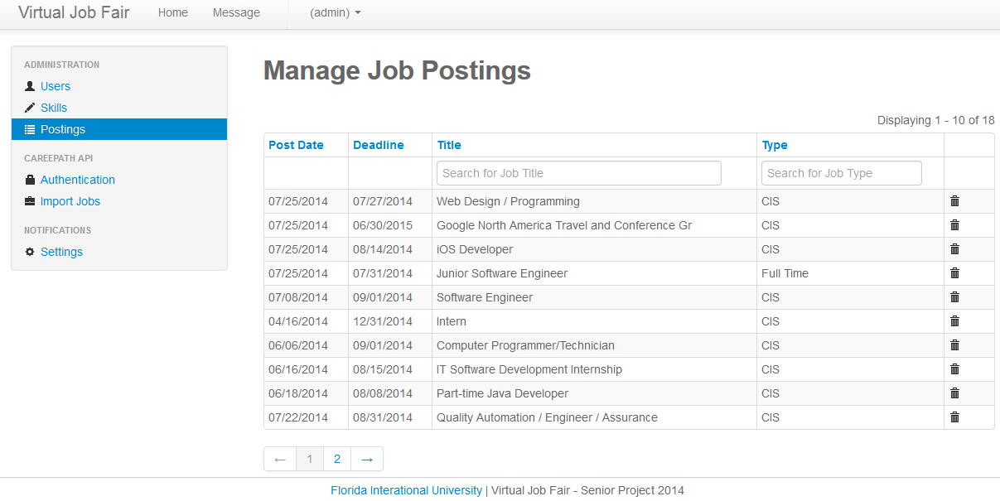 Virtual Job Fair Home Message (admin)
ADMINISTRATION
Users
Skills
Postings
CAREEPATH API
Authentication
Import Jobs
NOTIFICATIONS
Settings
Manage Job Postings
Displaying 1 - 10 of 18
Post Date Deadline Title Type
Search for Job Title Search for Job Type
07/25/2014 07/27/2014 Web Design / Programming CIS
07/25/2014 06/30/2015 Google North America Travel and Conference Gr CIS
07/25/2014 08/14/2014 iOS Developer CIS
07/25/2014 07/31/2014 Junior Software Engineer Full Time
07/08/2014 09/01/2014 Software Engineer CIS
04/16/2014 12/31/2014 Intern CIS
06/06/2014 09/01/2014 Computer Programmer/Technician CIS
06/16/2014 08/15/2014 IT Software Development Internship CIS
06/18/2014 08/08/2014 Part-time Java Developer CIS
07/22/2014 08/31/2014 Quality Automation / Engineer / Assurance CIS
← 1 2 →
Florida Interational University | Virtual Job Fair - Senior Project 2014